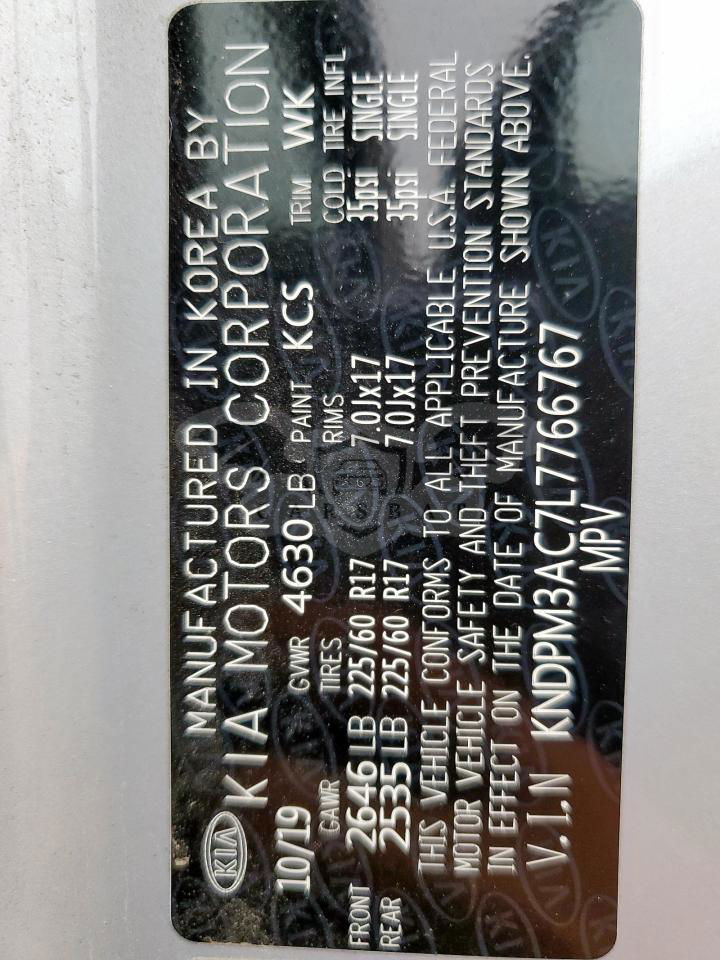 KIA MANUFACTURED IN KOREA BY
KIA MOTORS CORPORATION
10/19 GVWR 4630 LB PAINT KCS TRIM WK
GAWR TIRES RIMS COLD TIRE INFL
FRONT 2646 LB 225/60 R17 7.0Jx17 35psi SINGLE
REAR 2535 LB 225/60 R17 7.0Jx17 35psi SINGLE
THIS VEHICLE CONFORMS TO ALL APPLICABLE U.S.A. FEDERAL
MOTOR VEHICLE SAFETY AND THEFT PREVENTION STANDARDS
IN EFFECT ON THE DATE OF MANUFACTURE SHOWN ABOVE.
V.I.N KNDPM3AC7L7766767
MPV